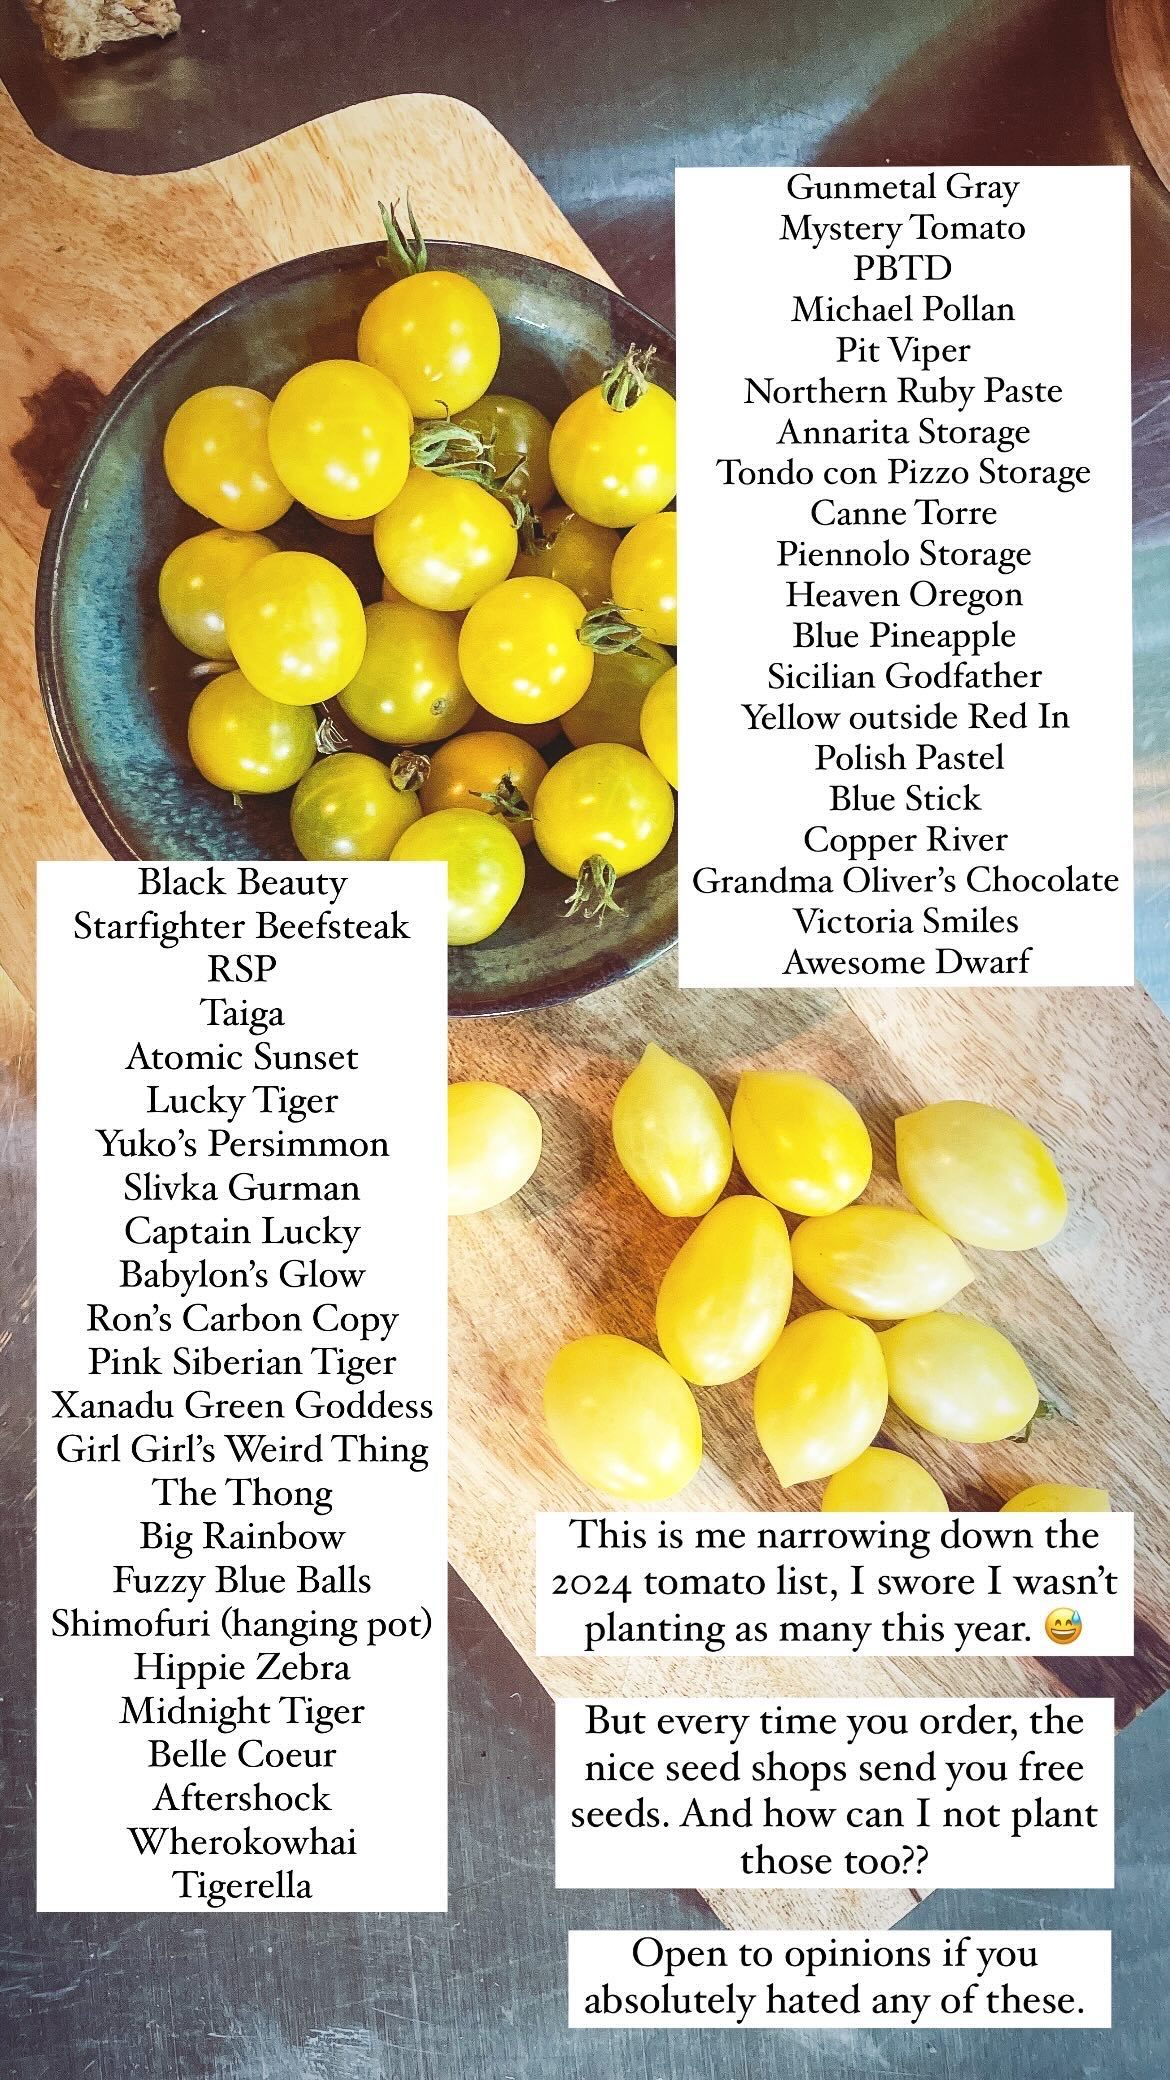 Gunmetal Gray
Mystery Tomato
PBTD
Michael Pollan
Pit Viper
Northern Ruby Paste
Annarita Storage
Tondo con Pizzo Storage
Canne Torre
Piennolo Storage
Heaven Oregon
Blue Pineapple
Sicilian Godfather
Yellow outside Red In
Polish Pastel
Blue Stick
Copper River
Grandma Oliver’s Chocolate
Victoria Smiles
Awesome Dwarf
Black Beauty
Starfighter Beefsteak
RSP
Taiga
Atomic Sunset
Lucky Tiger
Yuko’s Persimmon
Slivka Gurman
Captain Lucky
Babylon’s Glow
Ron’s Carbon Copy
Pink Siberian Tiger
Xanadu Green Goddess
Girl Girl’s Weird Thing
The Thong
Big Rainbow
Fuzzy Blue Balls
Shimofuri (hanging pot)
Hippie Zebra
Midnight Tiger
Belle Coeur
Aftershock
Wherokowhai
Tigerella
This is me narrowing down the
2024 tomato list, I swore I wasn’t
planting as many this year. 😅
But every time you order, the
nice seed shops send you free
seeds. And how can I not plant
those too??
Open to opinions if you
absolutely hated any of these.